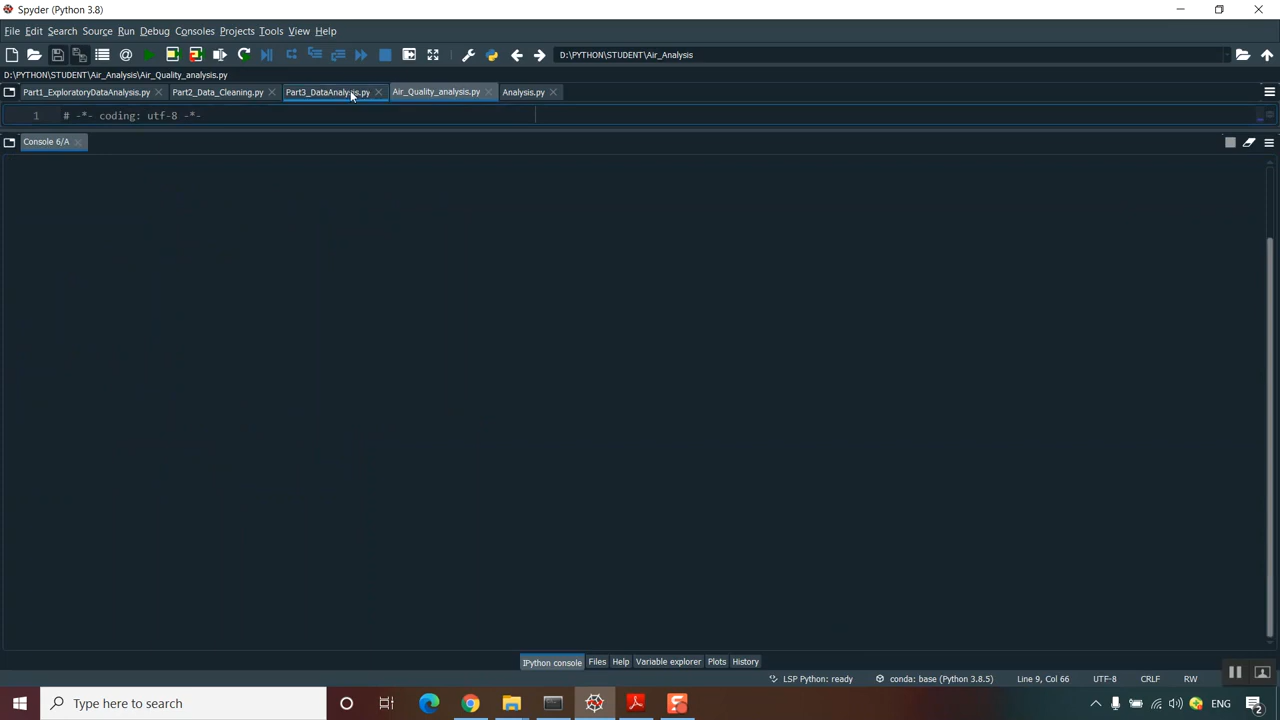 Spyder (Python 3.8)
File Edit Search Source Run Debug Consoles Projects Tools View Help
D:\PYTHON\STUDENT\Air_Analysis
D:\PYTHON\STUDENT\Air_Analysis\Air_Quality_analysis.py
Part1_ExploratoryDataAnalysis.py Part2_Data_Cleaning.py Part3_DataAnalysis.py Air_Quality_analysis.py Analysis.py
1 # -*- coding: utf-8 -*-
Console 6/A
IPython console Files Help Variable explorer Plots History
LSP Python: ready conda: base (Python 3.8.5) Line 9, Col 66 UTF-8 CRLF RW
Type here to search ENG 2